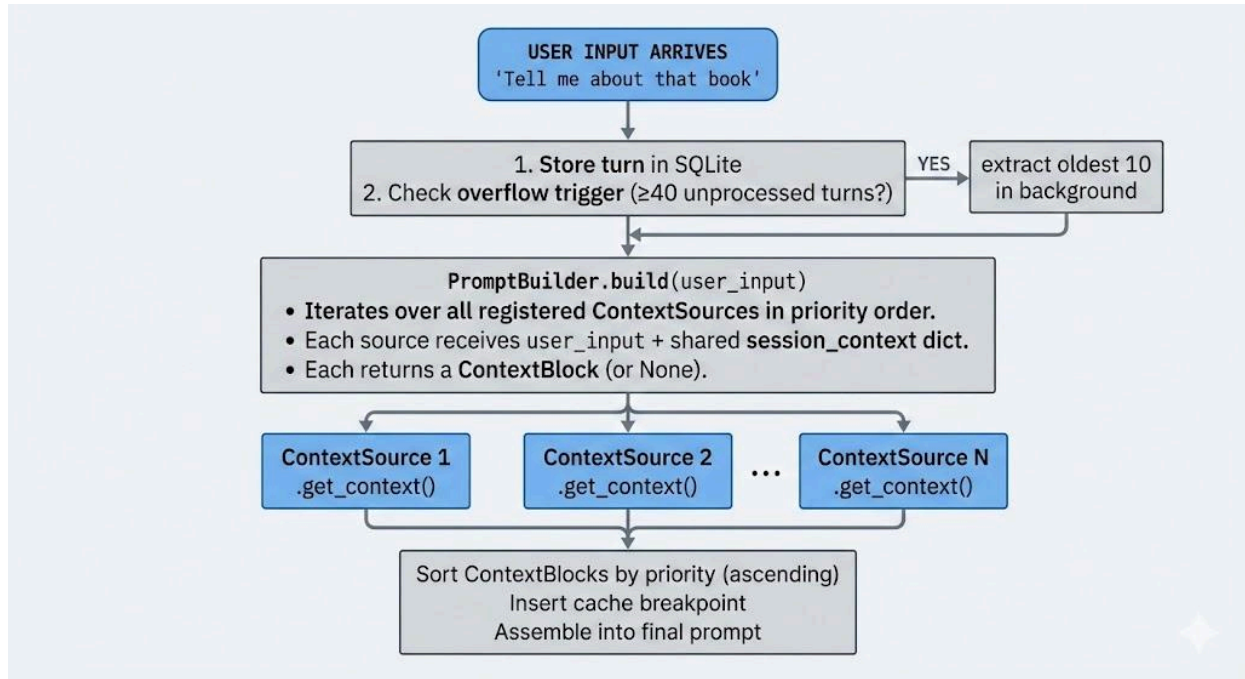 USER INPUT ARRIVES
'Tell me about that book'
1. Store turn in SQLite
2. Check overflow trigger (≥40 unprocessed turns?)
YES
extract oldest 10
in background
PromptBuilder.build(user_input)
• Iterates over all registered ContextSources in priority order.
• Each source receives user_input + shared session_context dict.
• Each returns a ContextBlock (or None).
ContextSource 1
.get_context()
ContextSource 2
.get_context()
...
ContextSource N
.get_context()
Sort ContextBlocks by priority (ascending)
Insert cache breakpoint
Assemble into final prompt